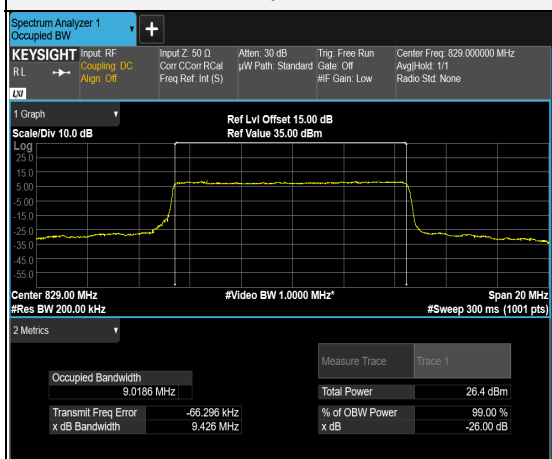 Spectrum Analyzer 1
Occupied BW
+
KEYSIGHT Input: RF Input Z: 50 Ω Atten: 30 dB Trig: Free Run Center Freq: 829.000000 MHz
RL Coupling: DC Corr CCorr RCal µW Path: Standard Gate: Off Avg|Hold: 1/1
Align: Off Freq Ref: Int (S) #IF Gain: Low Radio Std: None
LXI
1 Graph
Ref Lvl Offset 15.00 dB
Scale/Div 10.0 dB Ref Value 35.00 dBm
Log
25.0
15.0
5.00
-5.00
-15.0
-25.0
-35.0
-45.0
-55.0
Center 829.00 MHz #Video BW 1.0000 MHz* Span 20 MHz
#Res BW 200.00 kHz #Sweep 300 ms (1001 pts)
2 Metrics
Measure Trace Trace 1
Occupied Bandwidth
9.0186 MHz Total Power 26.4 dBm
Transmit Freq Error -66.296 kHz % of OBW Power 99.00 %
x dB Bandwidth 9.426 MHz x dB -26.00 dB